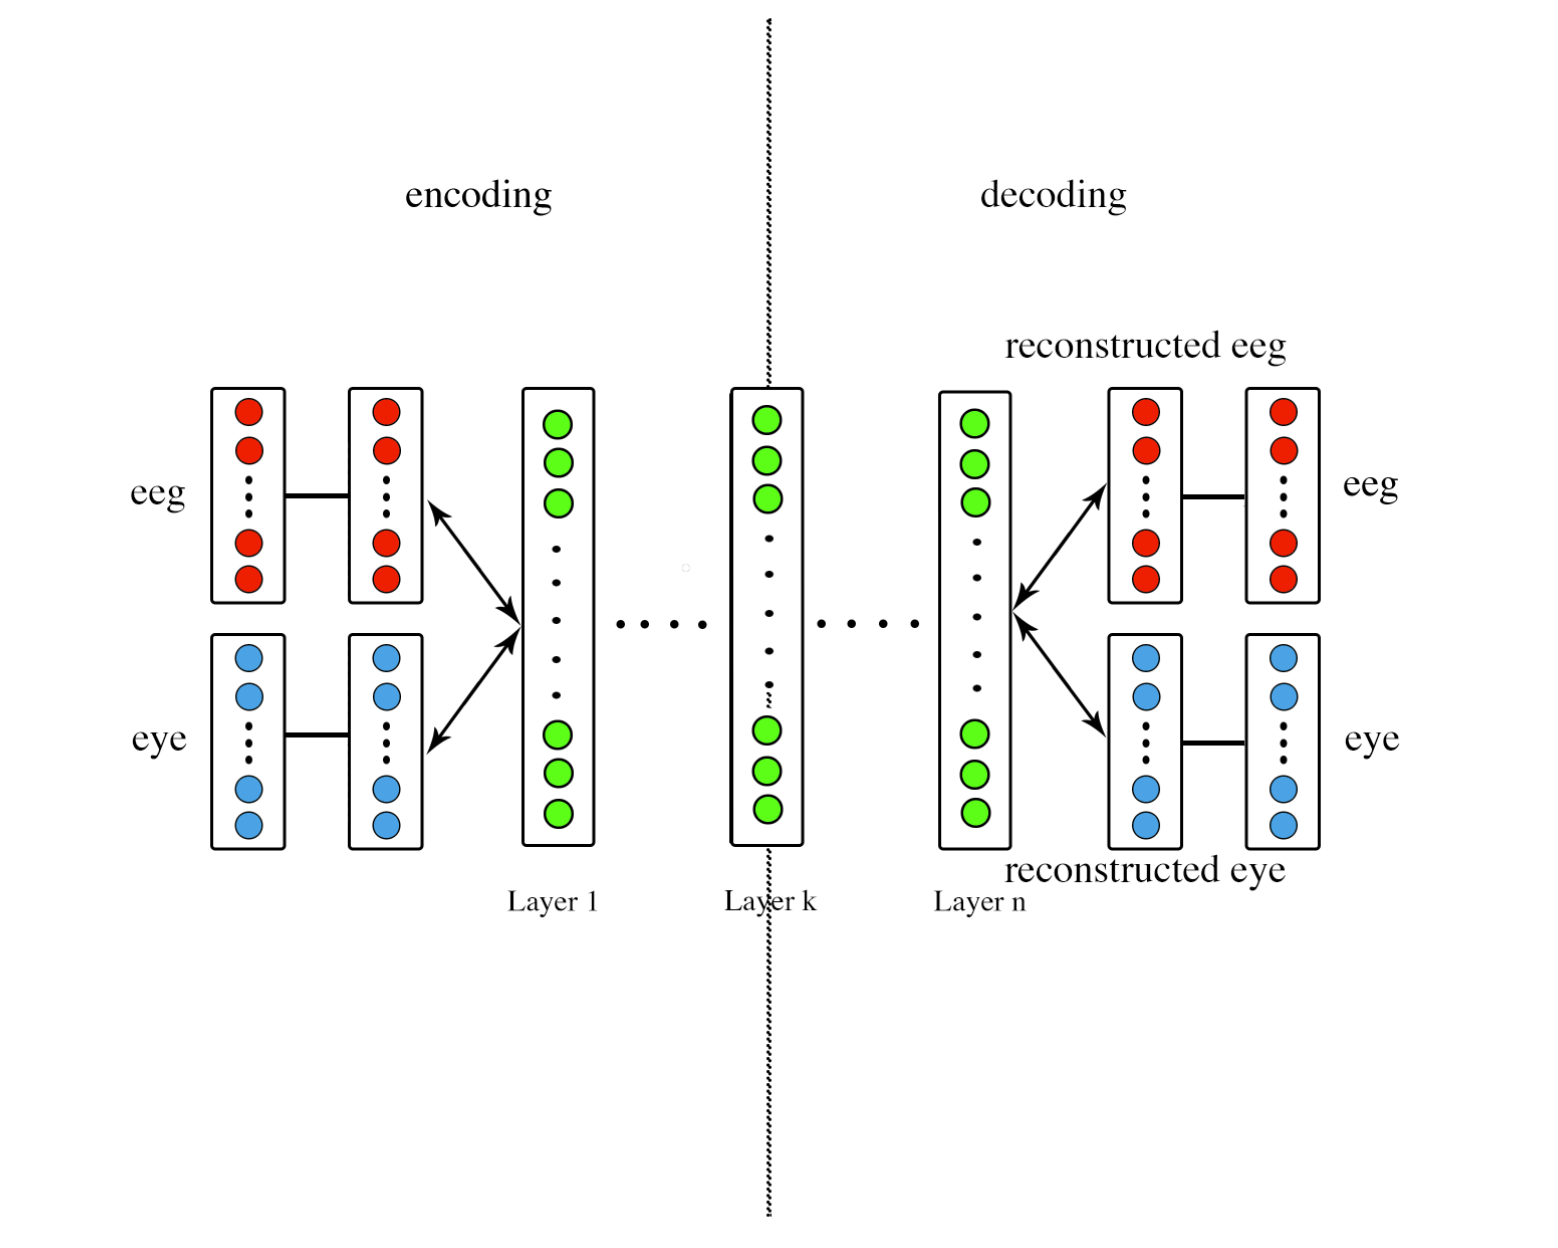 encoding
decoding
reconstructed eeg
eeg
eeg
eye
eye
reconstructed eye
Layer 1
Layer k
Layer n